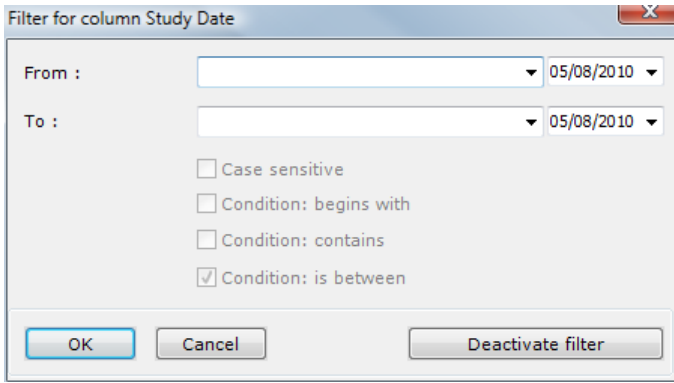 Filter for column Study Date
From : 05/08/2010
To : 05/08/2010
Case sensitive
Condition: begins with
Condition: contains
Condition: is between
OK Cancel Deactivate filter